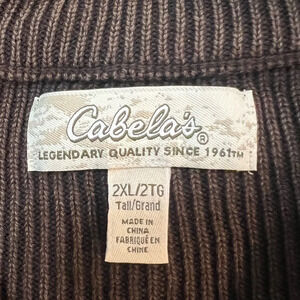 Cabela's®
LEGENDARY QUALITY SINCE 1961™
2XL/2TG
Tall/Grand
MADE IN
CHINA
FABRIQUÉ EN
CHINE